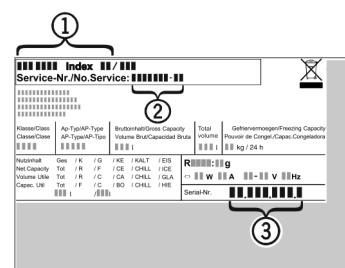 1
Index /
Service-Nr./No.Service: -
2
Klasse/Class Ap-Typ/AP-Type Bruttoinhalt/Gross Capacity Total Gefriervermoegen/Freezing Capacity
Classe/Clase AP-Type/AP-Tipo Volume Brut/Capacidad Bruta volume Pouvoir de Congel./Capac.Congeladora
l l kg / 24 h
Nutzinhalt Ges / K / G / KE / KALT / EIS
Net.Capacity Tot / R / F / CE / CHILL / ICE
Volume Utile Tot / R / C / CA / CHILL / GLA
Capac. Util Tot / F / C / BO / CHILL / HIE
l / l
R : g
W A - V Hz
Serial-Nr.
3